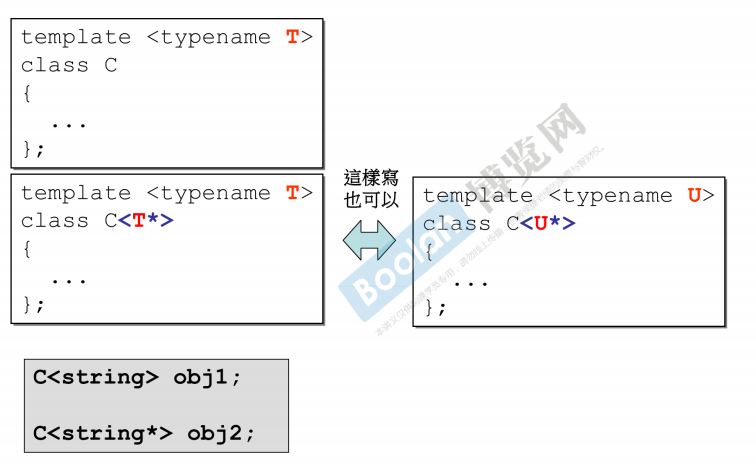 template <typename T>
class C
{
...
};
template <typename T>
class C<T*>
{
...
};
這樣寫
也可以
template <typename U>
class C<U*>
{
...
};
C<string> obj1;
C<string*> obj2;
Boolan 博览网